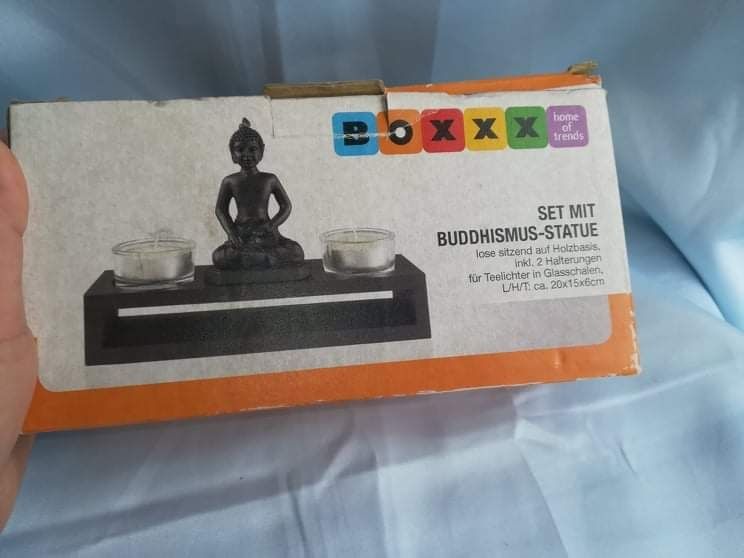 BOXXX
home
of
trends
SET MIT
BUDDHISMUS-STATUE
lose sitzend auf Holzbasis,
inkl. 2 Halterungen
für Teelichter in Glasschalen,
L/H/T: ca. 20x15x6cm